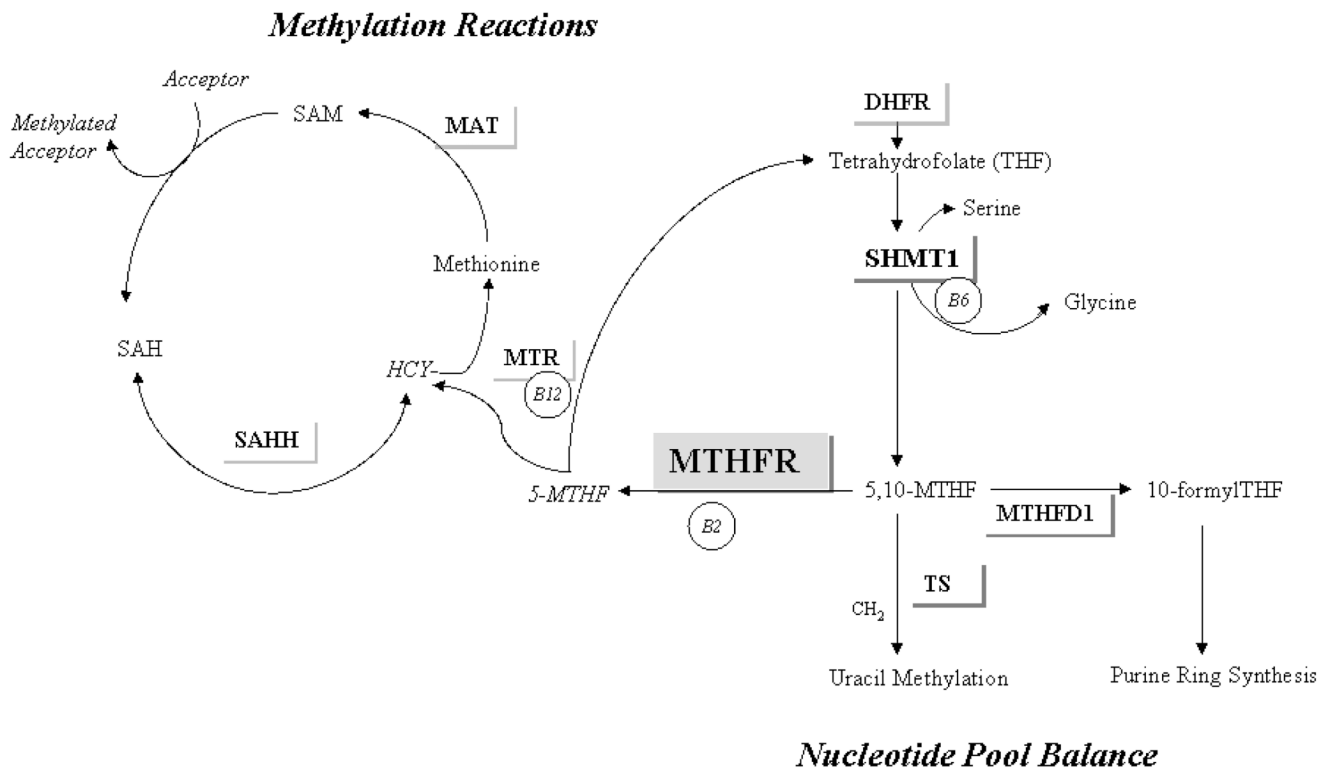 Methylation Reactions
Acceptor
SAM
Methylated
Acceptor
MAT
DHFR
Tetrahydrofolate (THF)
Serine
SHMT1
B6
Glycine
Methionine
SAH
HCY-
MTR
B12
SAHH
MTHFR
5-MTHF
B2
5,10-MTHF
MTHFD1
10-formylTHF
TS
CH2
Uracil Methylation
Purine Ring Synthesis
Nucleotide Pool Balance